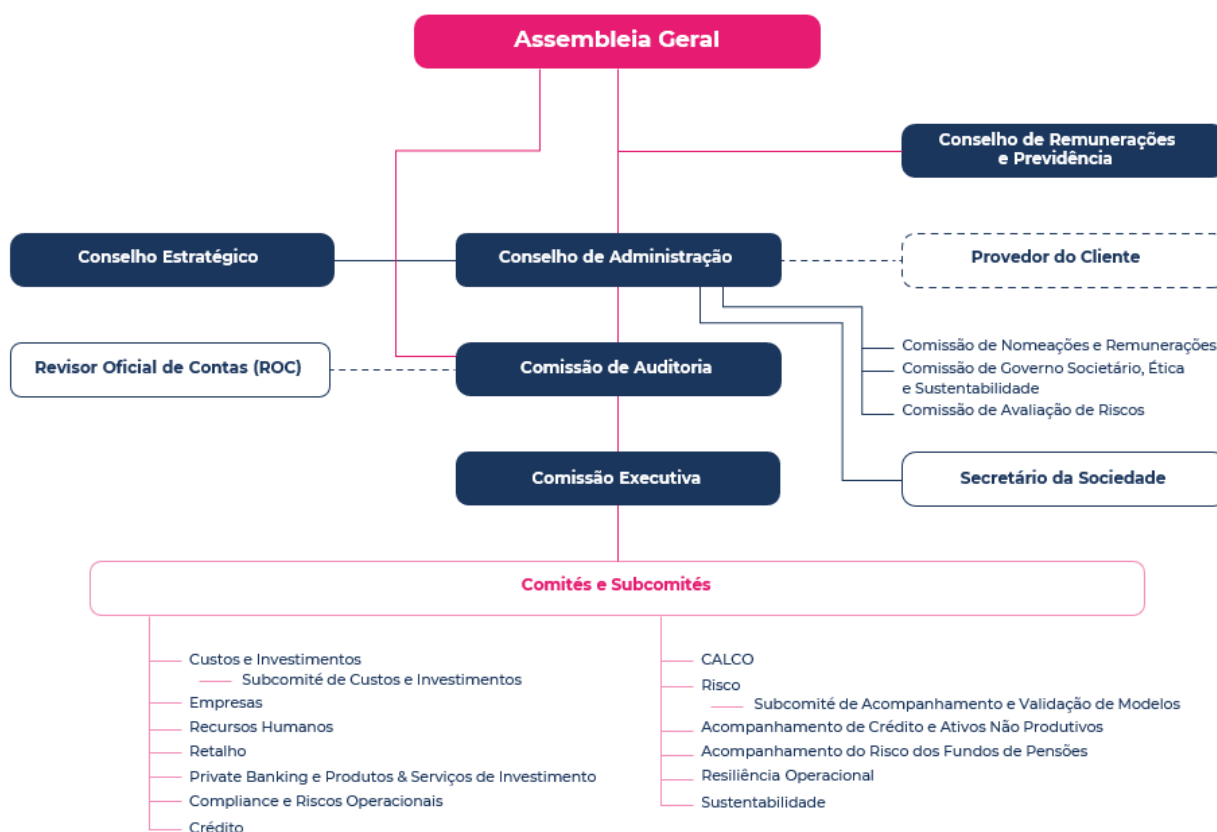 Assembleia Geral
Conselho de Remunerações
e Previdência
Conselho Estratégico
Conselho de Administração
Provedor do Cliente
Revisor Oficial de Contas (ROC)
Comissão de Auditoria
Comissão de Nomeações e Remunerações
Comissão de Governo Societário, Ética
e Sustentabilidade
Comissão de Avaliação de Riscos
Comissão Executiva
Secretário da Sociedade
Comités e Subcomités
Custos e Investimentos
Subcomité de Custos e Investimentos
Empresas
Recursos Humanos
Retalho
Private Banking e Produtos & Serviços de Investimento
Compliance e Riscos Operacionais
Crédito
CALCO
Risco
Subcomité de Acompanhamento e Validação de Modelos
Acompanhamento de Crédito e Ativos Não Produtivos
Acompanhamento do Risco dos Fundos de Pensões
Resiliência Operacional
Sustentabilidade